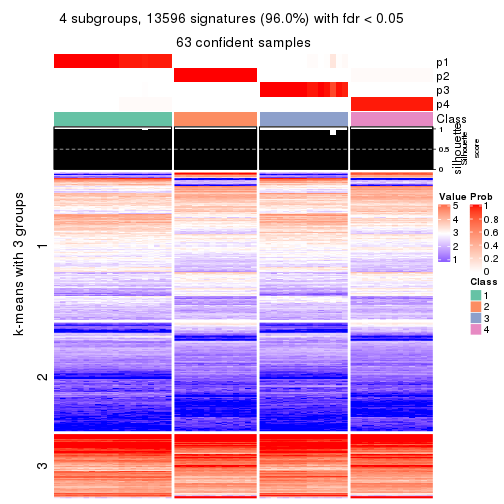 4 subgroups, 13596 signatures (96.0%) with fdr < 0.05
63 confident samples
p1
p2
p3
p4
Class
silhouette
Silhouette
score
1
0.5
0
k-means with 3 groups
1
2
3
Value
5
4
3
2
1
Prob
1
0.8
0.6
0.4
0.2
0
Class
1
2
3
4